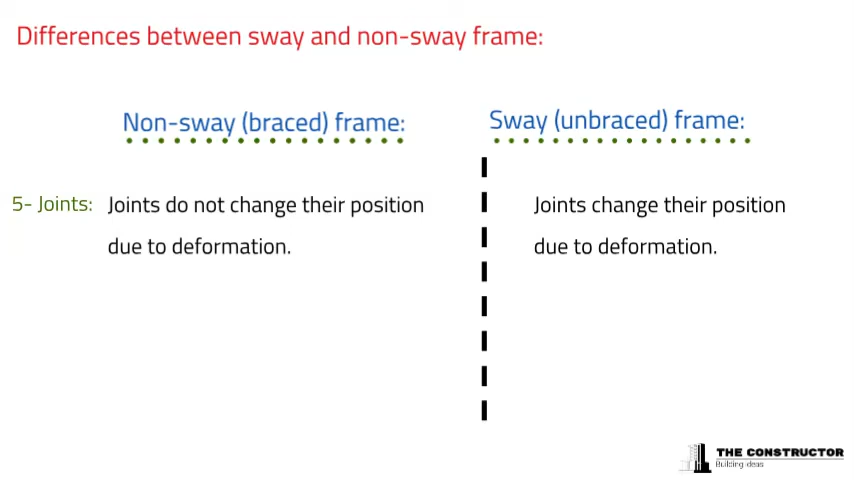 Differences between sway and non-sway frame:
Non-sway (braced) frame:
Sway (unbraced) frame:
5- Joints: Joints do not change their position
due to deformation.
Joints change their position
due to deformation.
THE CONSTRUCTOR
Building ideas